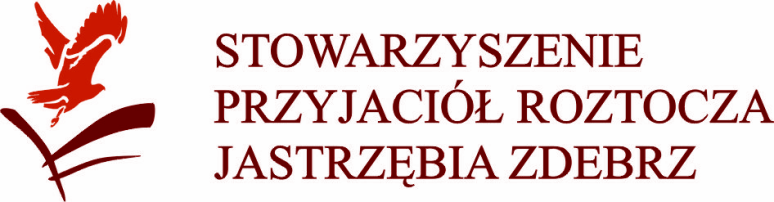 STOWARZYSZENIE
PRZYJACIÓŁ ROZTOCZA
JASTRZĘBIA ZDEBRZ